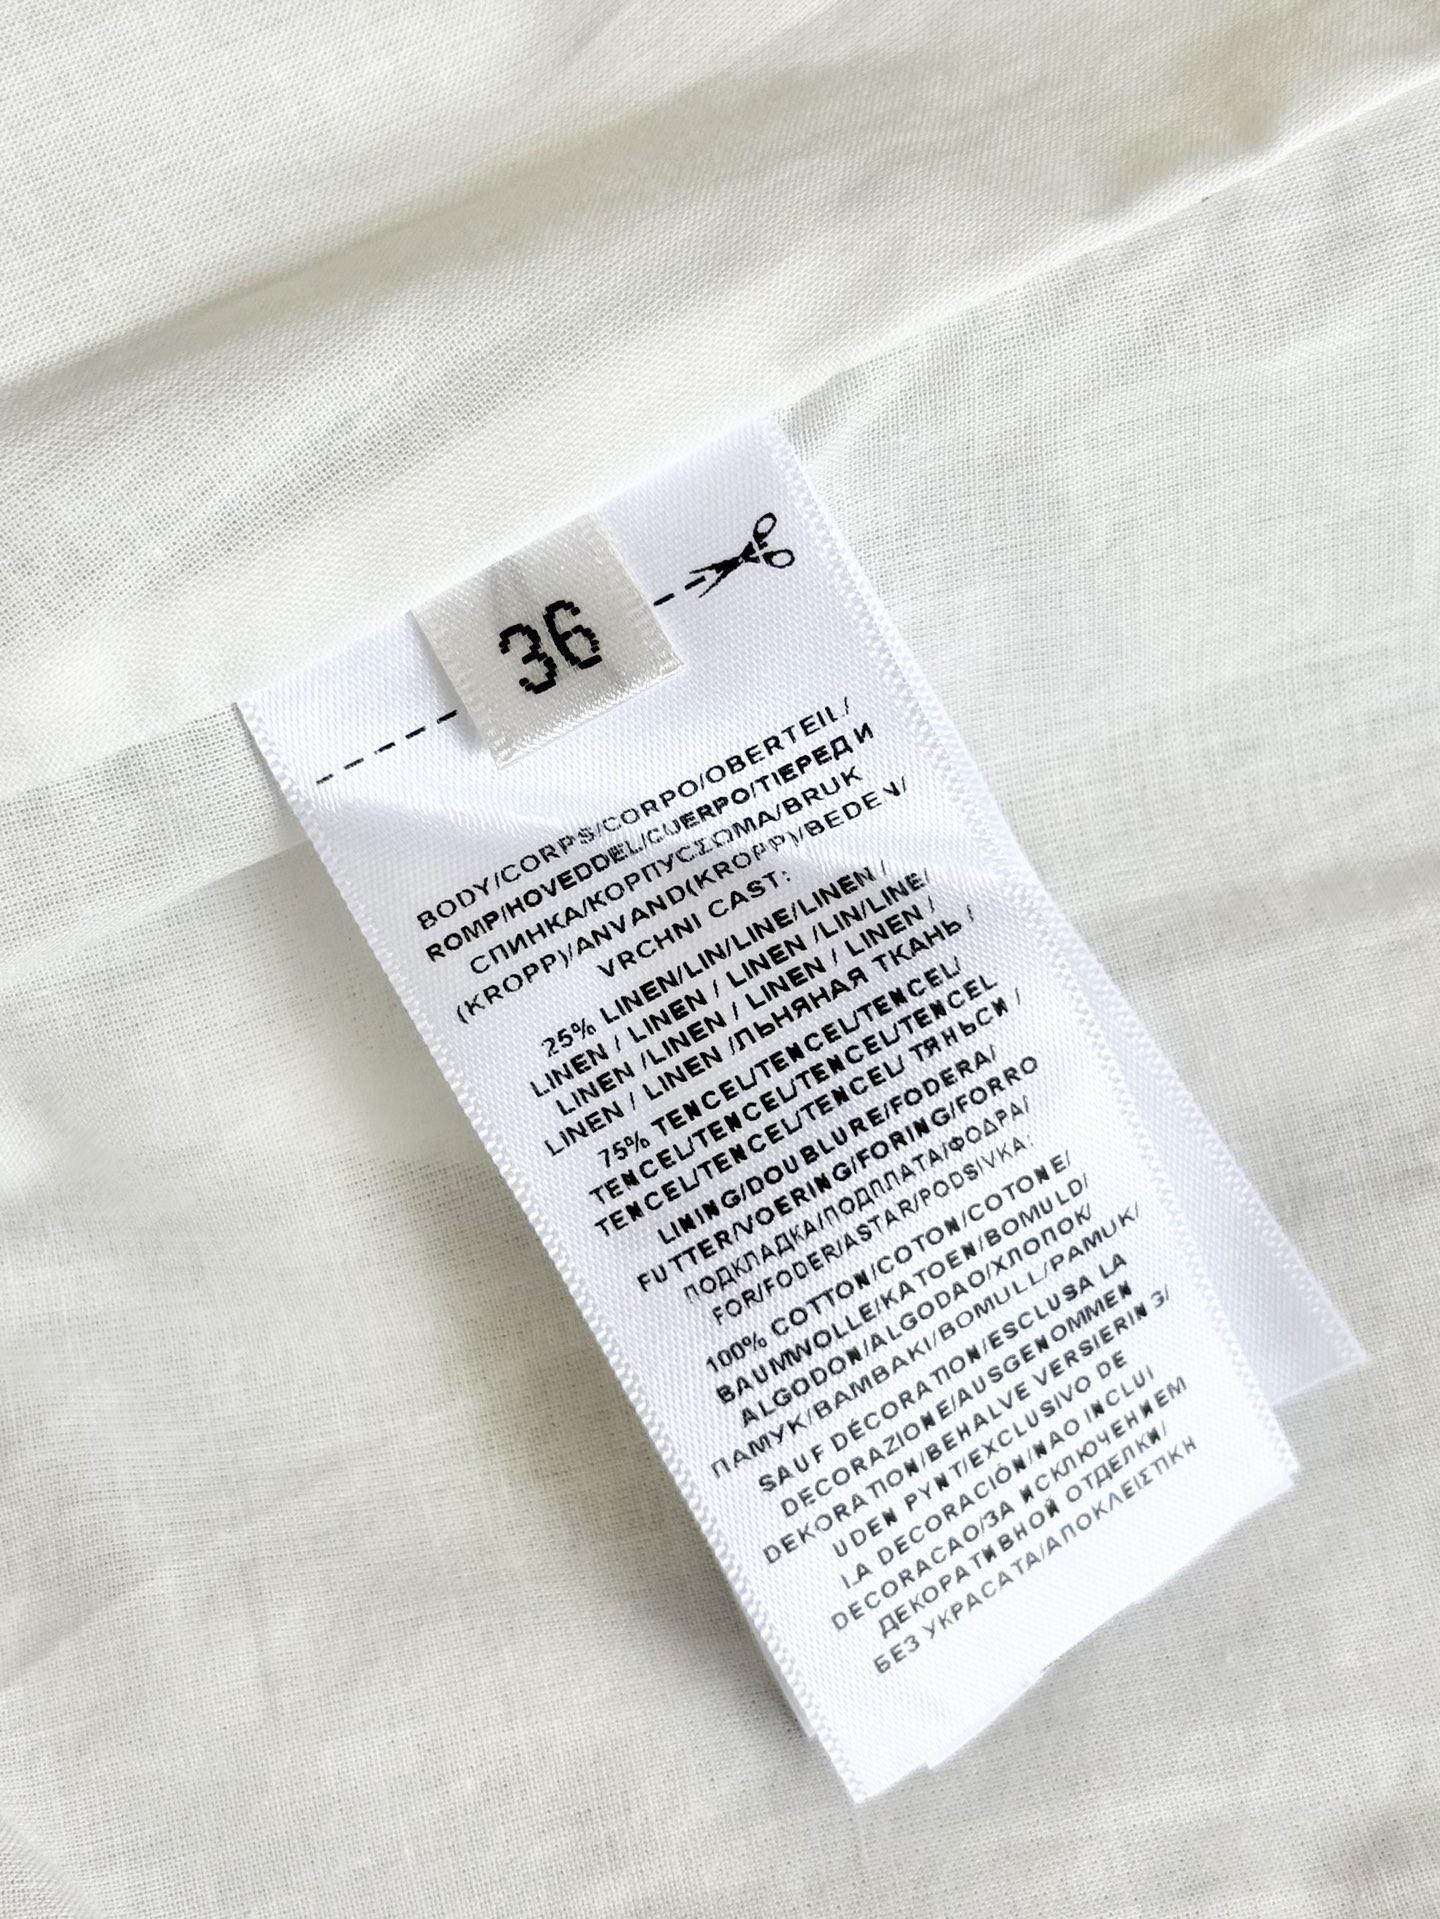 36
BODY/CORPS/CORPO/OBERTEIL/
ROMP/HOVEDDEL/CUERPO/ПЕРЕД И
СПИНКА/КОРПУС/ΣΩΜΑ/BRUK
(KROPP)/ANVAND(KROPP)/BEDEN/
VRCHNI CAST:
25% LINEN/LIN/LINE/LINEN /
LINEN / LINEN / LINEN /LIN/LINE/
LINEN /LINEN / LINEN / LINEN /
LINEN / LINEN /ЛЬНЯНАЯ ТКАНЬ /
75% TENCEL/TENCEL/TENCEL/
TENCEL/TENCEL/TENCEL/TENCEL
TENCEL/TENCEL/TENCEL/ ТЯНЬСИ /
LINING/DOUBLURE/FODERA/
FUTTER/VOERING/FORING/FORRO
ПОДКЛАДКА/ПОДПЛАТА/ΦΟΔΡΑ/
FOR/FODER/ASTAR/PODSIVKA:
100% COTTON/COTON/COTONE/
BAUMWOLLE/KATOEN/BOMULD/
ALGODON/ALGODAO/ХЛОПОК/
ПАМУК/BAMBAKI/BOMULL/PAMUK/
SAUF DÉCORATION/ESCLUSA LA
DECORAZIONE/AUSGENOMMEN
DEKORATION/BEHALVE VERSIERIN 3/
UDEN PYNT/EXCLUSIVO DE
LA DECORACIÓN/NAO INCLUI
DECORACAO/ЗА ИСКЛЮЧЕНИЕМ
ДЕКОРАТИВНОЙ ОТДЕЛКИ/
БЕЗ УКРАСАТА/ΑΠΟΚΛΕΙΣΤΙΚΗ